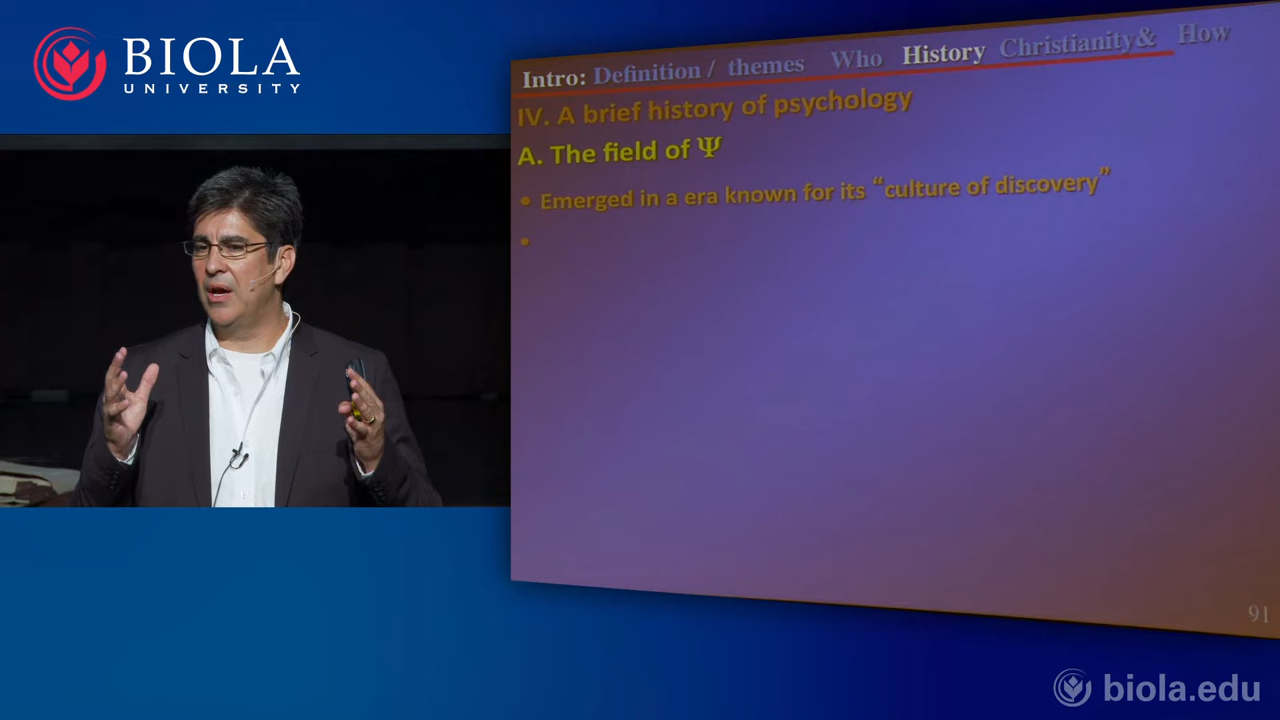 BIOLA
UNIVERSITY
Intro: Definition / themes Who History Christianity& How
IV. A brief history of psychology
A. The field of Ψ
• Emerged in a era known for its “culture of discovery”
•
91
biola.edu